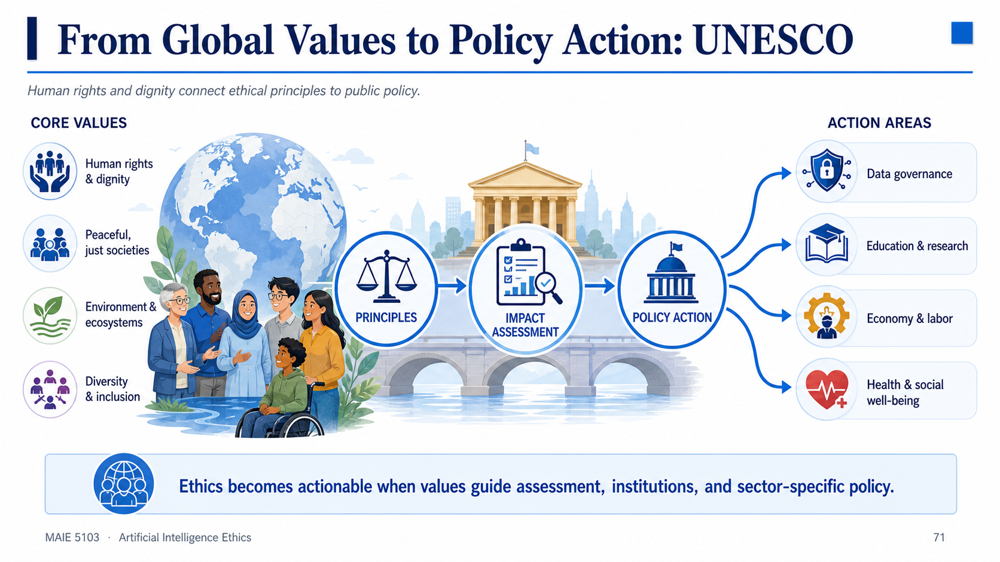 From Global Values to Policy Action: UNESCO
Human rights and dignity connect ethical principles to public policy.
CORE VALUES
Human rights
& dignity
Peaceful,
just societies
Environment &
ecosystems
Diversity
& inclusion
PRINCIPLES
IMPACT
ASSESSMENT
POLICY ACTION
ACTION AREAS
Data governance
Education & research
Economy & labor
Health & social
well-being
Ethics becomes actionable when values guide assessment, institutions, and sector-specific policy.
MAIE 5103 · Artificial Intelligence Ethics
71